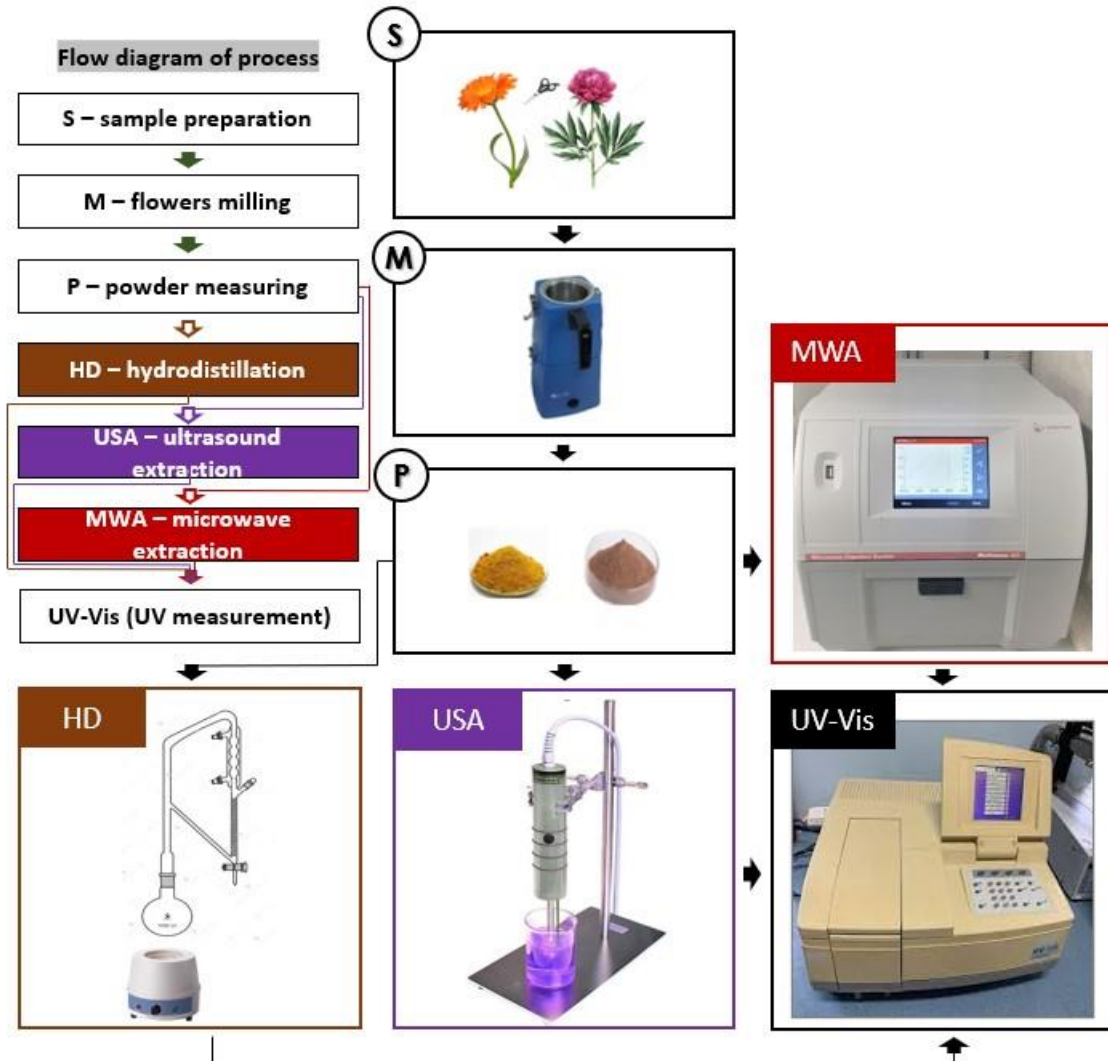 Flow diagram of process
S – sample preparation
M – flowers milling
P – powder measuring
HD – hydrodistillation
USA – ultrasound
extraction
MWA – microwave
extraction
UV-Vis (UV measurement)
S
M
P
MWA
HD
USA
UV-Vis